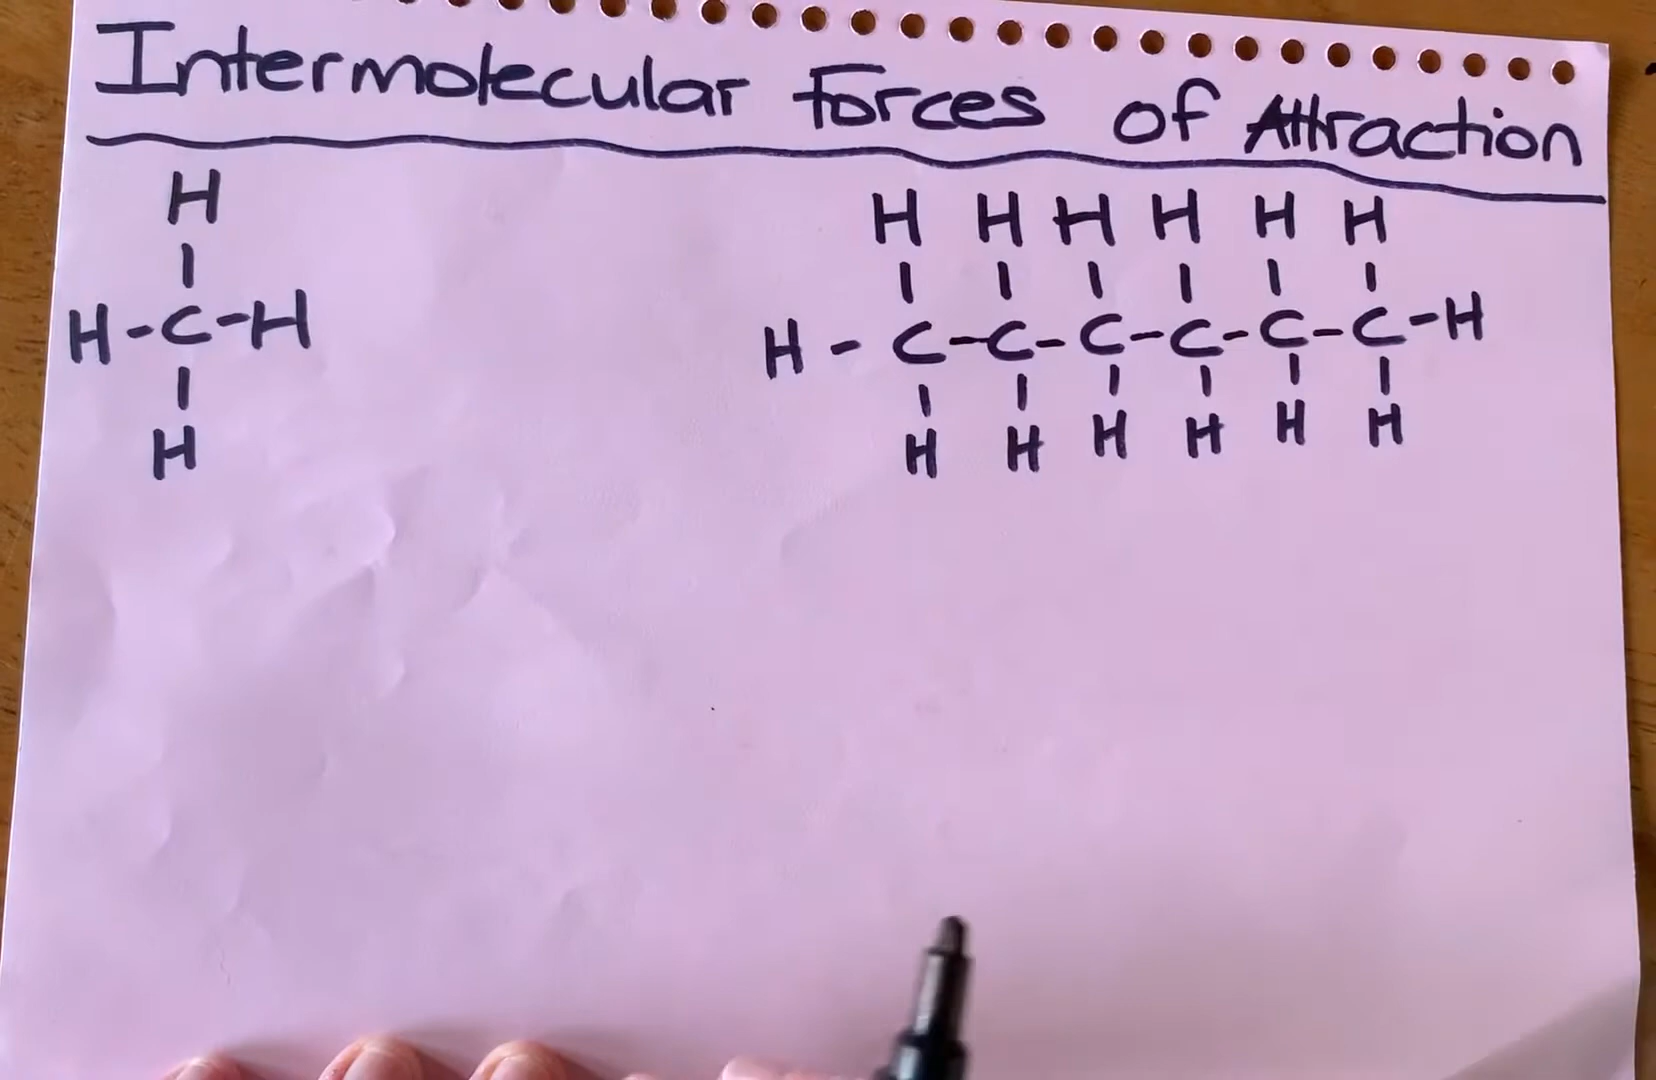 Intermolecular Forces of Attraction
H
H-C-H
H
H H H H H H
H-C-C-C-C-C-C-H
H H H H H H